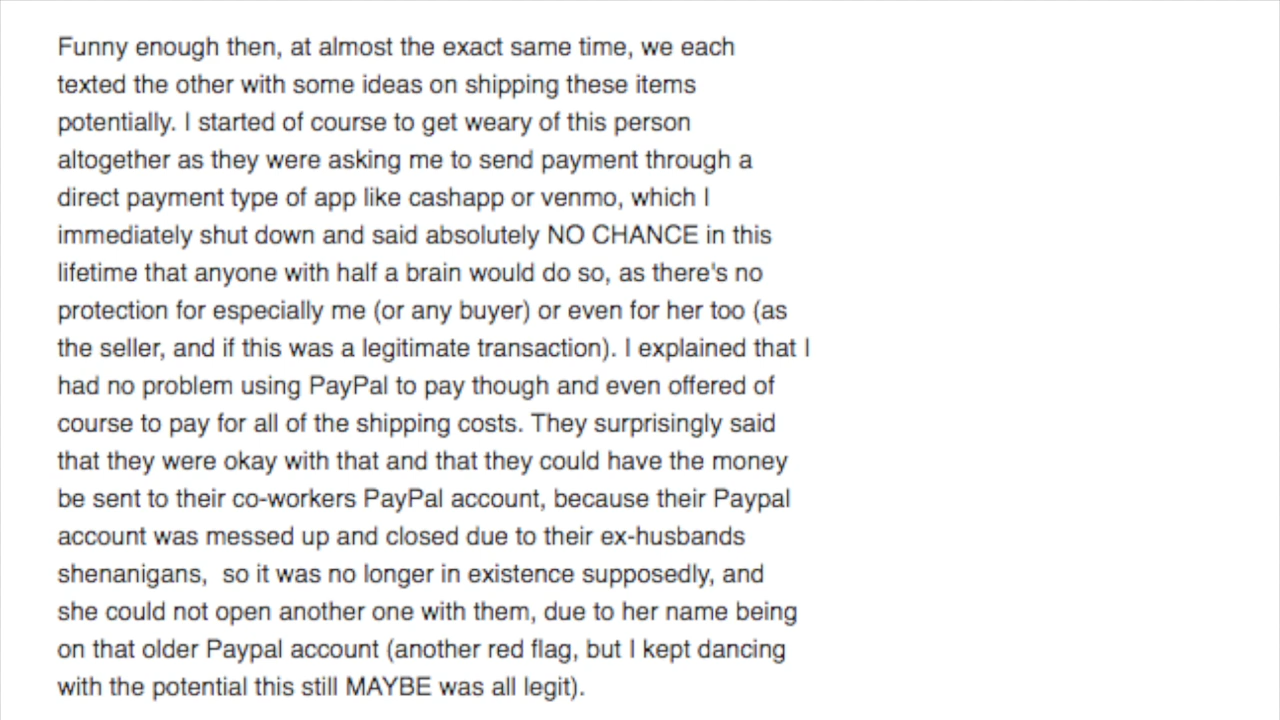 Funny enough then, at almost the exact same time, we each
texted the other with some ideas on shipping these items
potentially. I started of course to get weary of this person
altogether as they were asking me to send payment through a
direct payment type of app like cashapp or venmo, which I
immediately shut down and said absolutely NO CHANCE in this
lifetime that anyone with half a brain would do so, as there's no
protection for especially me (or any buyer) or even for her too (as
the seller, and if this was a legitimate transaction). I explained that I
had no problem using PayPal to pay though and even offered of
course to pay for all of the shipping costs. They surprisingly said
that they were okay with that and that they could have the money
be sent to their co-workers PayPal account, because their Paypal
account was messed up and closed due to their ex-husbands
shenanigans,  so it was no longer in existence supposedly, and
she could not open another one with them, due to her name being
on that older Paypal account (another red flag, but I kept dancing
with the potential this still MAYBE was all legit).